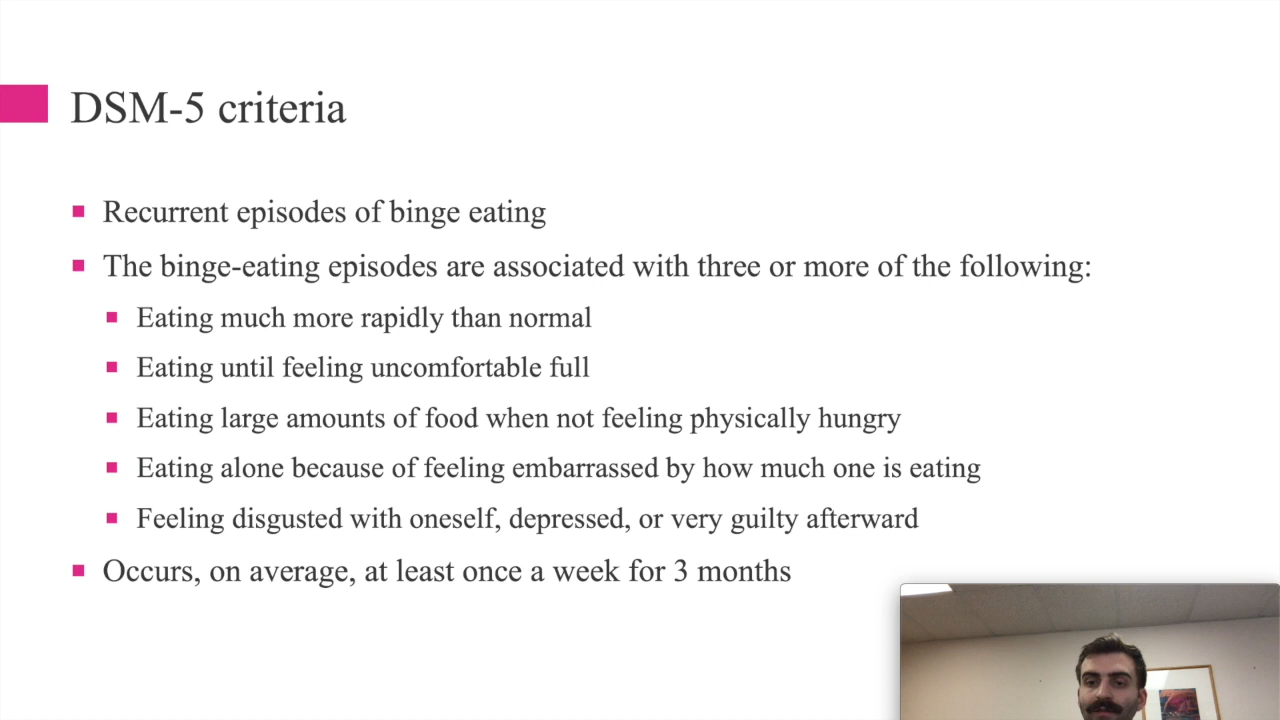 DSM-5 criteria
Recurrent episodes of binge eating
The binge-eating episodes are associated with three or more of the following:
Eating much more rapidly than normal
Eating until feeling uncomfortable full
Eating large amounts of food when not feeling physically hungry
Eating alone because of feeling embarrassed by how much one is eating
Feeling disgusted with oneself, depressed, or very guilty afterward
Occurs, on average, at least once a week for 3 months